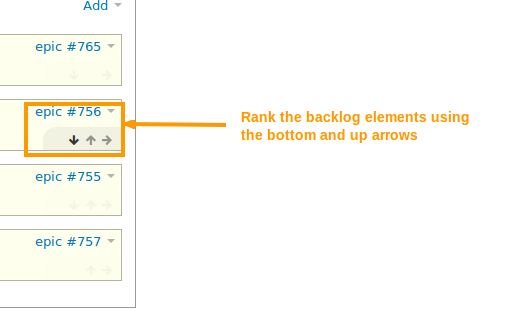 Add
epic #765
epic #756
Rank the backlog elements using
the bottom and up arrows
epic #755
epic #757